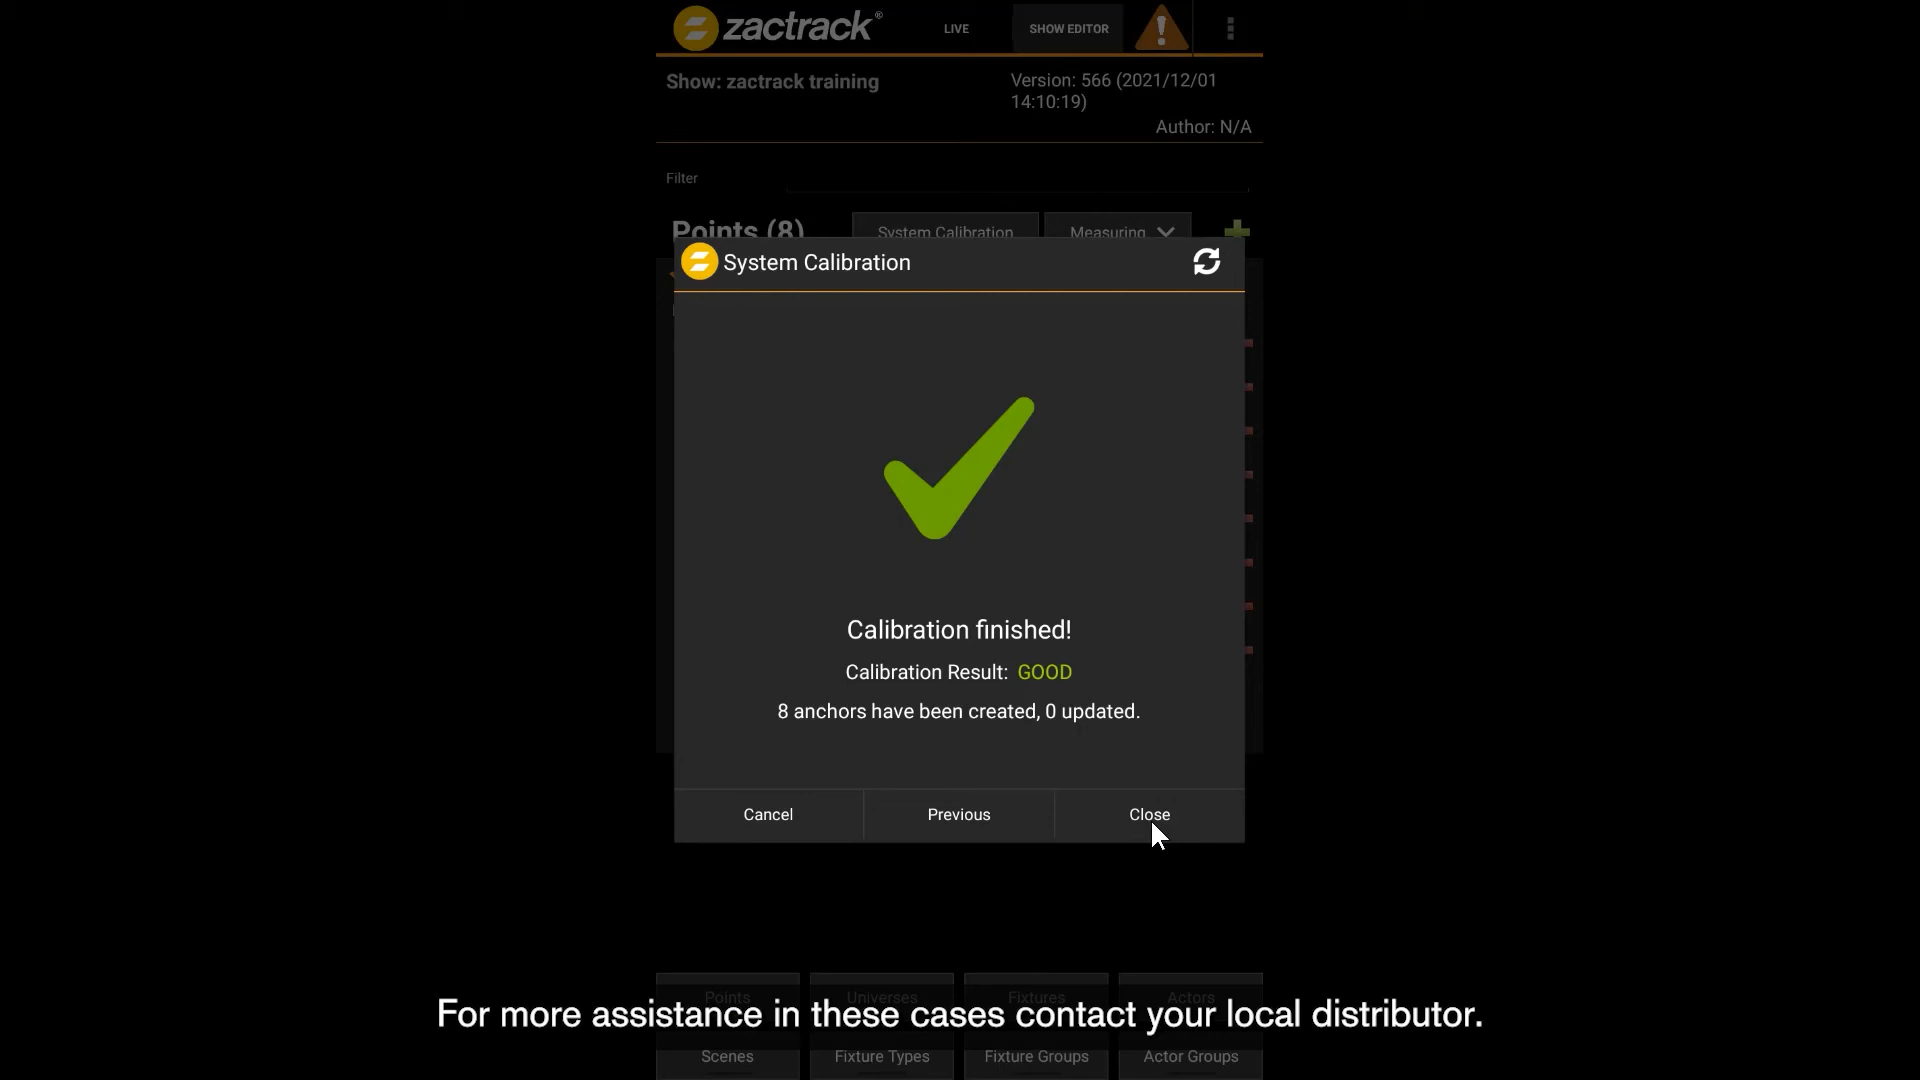 zactrack®
LIVE
SHOW EDITOR
Show: zactrack training
Version: 566 (2021/12/01
14:10:19)
Author: N/A
Filter
Points (8)
System Calibration
Measuring
System Calibration
Calibration finished!
Calibration Result: GOOD
8 anchors have been created, 0 updated.
Cancel
Previous
Close
Points
Universes
Fixtures
Actors
For more assistance in these cases contact your local distributor.
Scenes
Fixture Types
Fixture Groups
Actor Groups